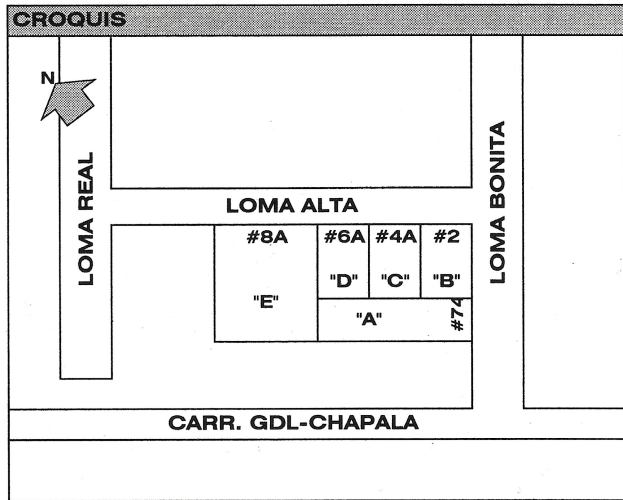 CROQUIS
N
LOMA REAL
LOMA BONITA
LOMA ALTA
#8A
#6A
#4A
#2
"D"
"C"
"B"
"E"
"A"
#74
CARR. GDL-CHAPALA